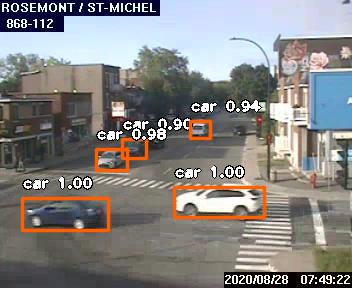 ROSEMONT / ST-MICHEL
868-112
car 0.94
car 0.90
car 0.98
car 1.00
car 1.00
2020/08/28 07:49:22